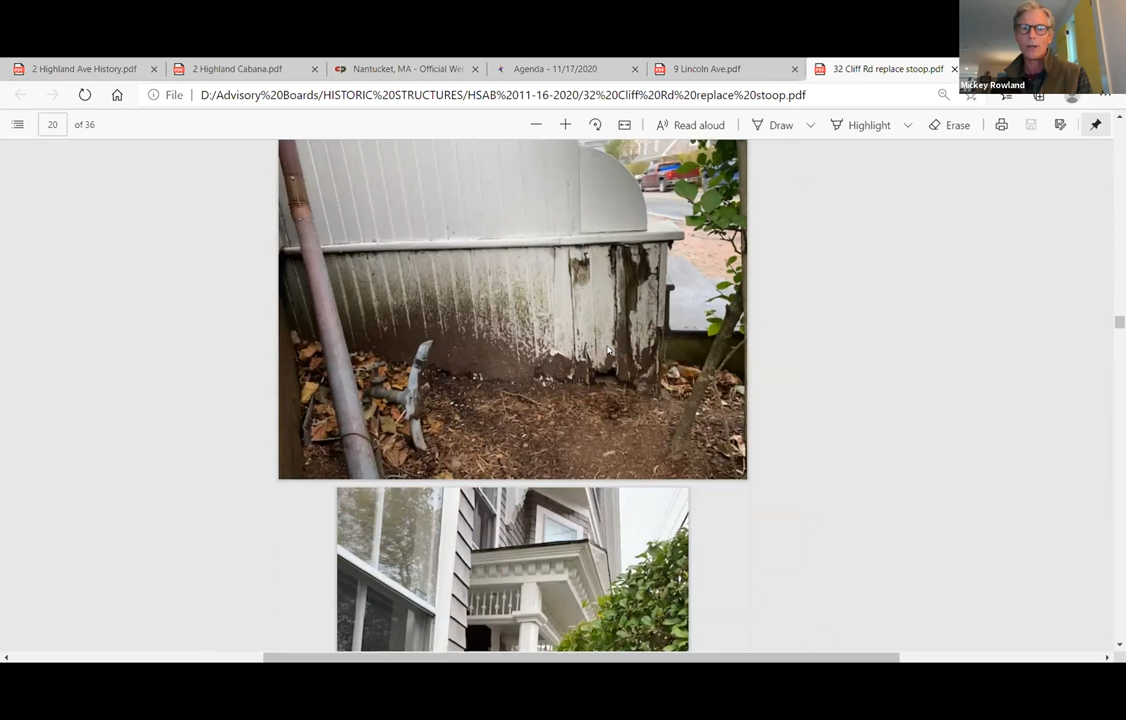 2 Highland Ave History.pdf
2 Highland Cabana.pdf
Nantucket, MA - Official We
Agenda - 11/17/2020
9 Lincoln Ave.pdf
32 Cliff Rd replace stoop.pdf
File D:/Advisory%20Boards/HISTORIC%20STRUCTURES/HSAB%2011-16-2020/32%20Cliff%20Rd%20replace%20stoop.pdf
Mickey Rowland
20 of 36
Read aloud
Draw
Highlight
Erase